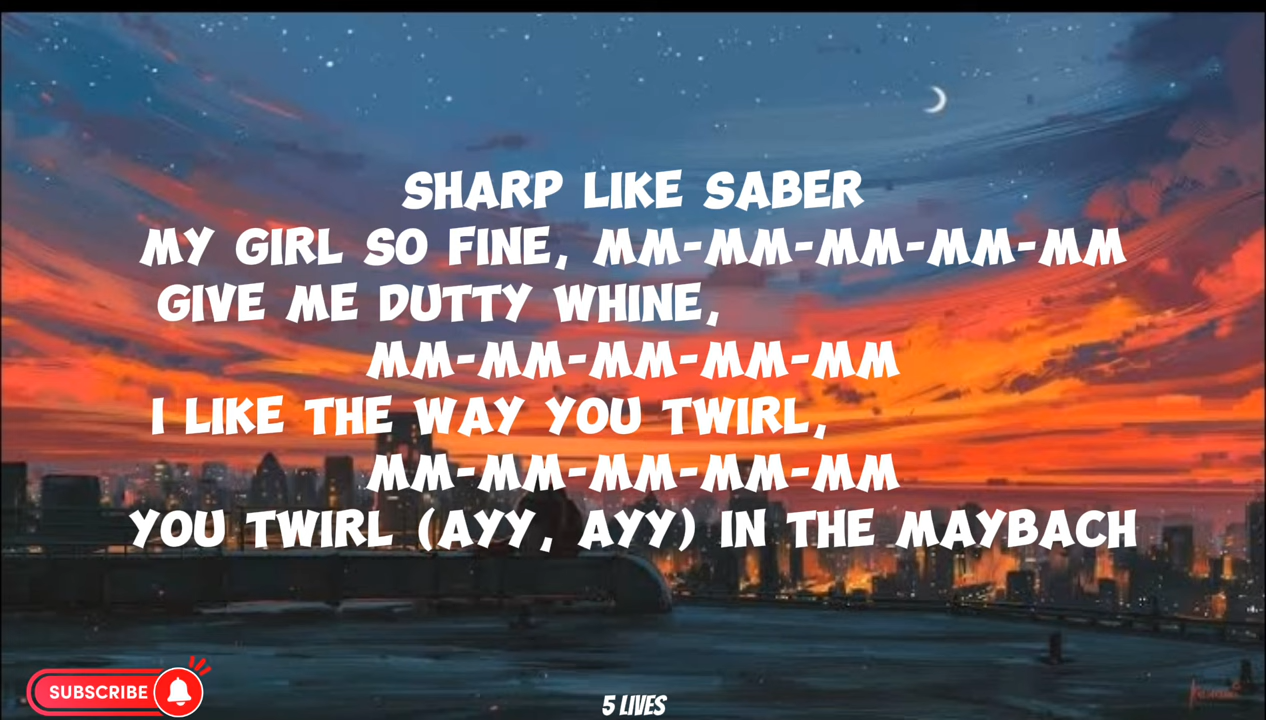 SHARP LIKE SABER
MY GIRL SO FINE, MM-MM-MM-MM-MM
GIVE ME DUTTY WHINE,
MM-MM-MM-MM-MM
I LIKE THE WAY YOU TWIRL,
MM-MM-MM-MM-MM
YOU TWIRL (AYY, AYY) IN THE MAYBACH
SUBSCRIBE
5 LIVES